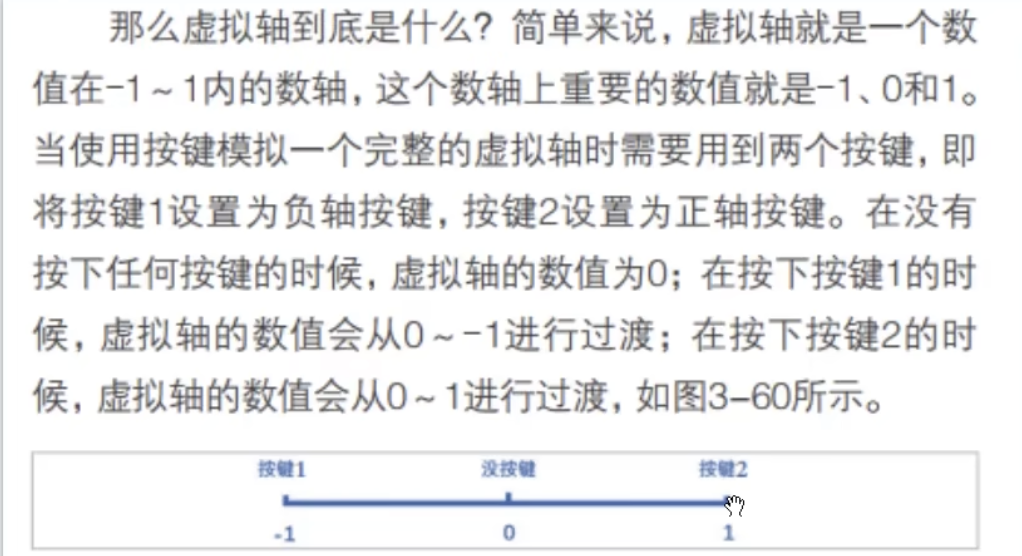 那么虚拟轴到底是什么？简单来说，虚拟轴就是一个数
值在-1～1内的数轴，这个数轴上重要的数值就是-1、0和1。
当使用按键模拟一个完整的虚拟轴时需要用到两个按键，即
将按键1设置为负轴按键，按键2设置为正轴按键。在没有
按下任何按键的时候，虚拟轴的数值为0；在按下按键1的时
候，虚拟轴的数值会从0～-1进行过渡；在按下按键2的时
候，虚拟轴的数值会从0～1进行过渡，如图3-60所示。
按键1 没按键 按键2
-1 0 1